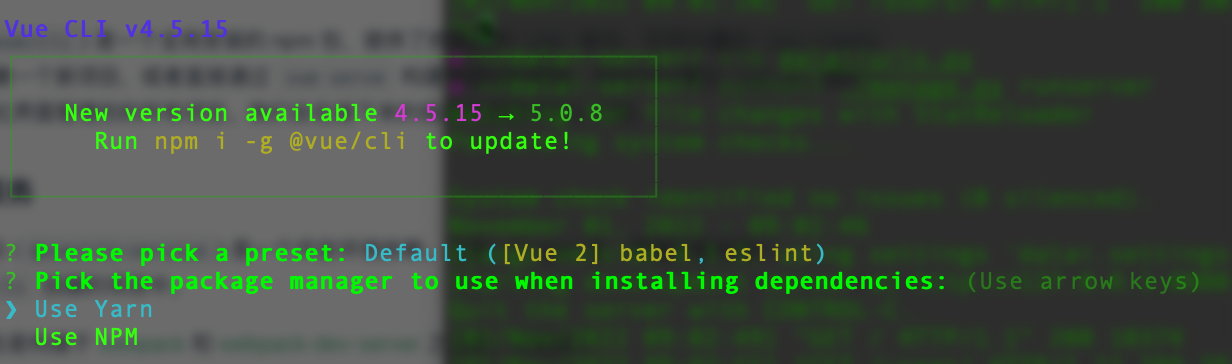 Vue CLI v4.5.15
New version available 4.5.15 → 5.0.8
Run npm i -g @vue/cli to update!
? Please pick a preset: Default ([Vue 2] babel, eslint)
? Pick the package manager to use when installing dependencies: (Use arrow keys)
❯ Use Yarn
Use NPM